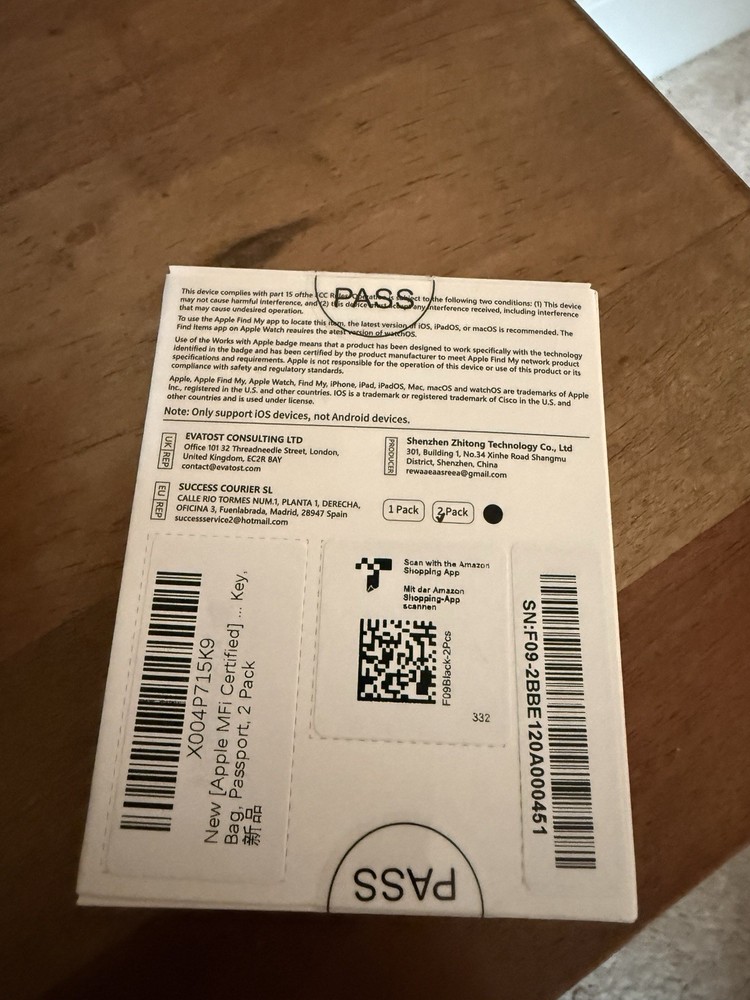 This device complies with part 15 of the FCC Rules. Operation is subject to the following two conditions: (1) This device
may not cause harmful interference, and (2) this device must accept any interference received, including interference
that may cause undesired operation.
PASS
To use the Apple Find My app to locate this item, the latest version of iOS, iPadOS, or macOS is recommended. The
Find Items app on Apple Watch requires the atest version of watchOS.
Use of the Works with Apple badge means that a product has been designed to work specifically with the technology
identified in the badge and has been certified by the product manufacturer to meet Apple Find My network product
specifications and requirements. Apple is not responsible for the operation of this device or use of this product or its
compliance with safety and regulatory standards.
Apple, Apple Find My, Apple Watch, Find My, iPhone, iPad, iPadOS, Mac, macOS and watchOS are trademarks of Apple
Inc., registered in the U.S. and other countries. IOS is a trademark or registered trademark of Cisco in the U.S. and
other countries and is used under license.
Note: Only support iOS devices, not Android devices.
UK REP
EVATOST CONSULTING LTD
Office 101 32 Threadneedle Street, London,
United Kingdom, EC2R 8AY
contact@evatost.com
PRODUCER
Shenzhen Zhitong Technology Co., Ltd
301, Building 1, No.34 Xinhe Road Shangmu
District, Shenzhen, China
rewaaeaasreea@gmail.com
EU REP
SUCCESS COURIER SL
CALLE RIO TORMES NUM.1, PLANTA 1, DERECHA,
OFICINA 3, Fuenlabrada, Madrid, 28947 Spain
successservice2@hotmail.com
1 Pack
2 Pack
X004P715K9
New [Apple MFi Certified] ... Key,
Bag, Passport, 2 Pack
新品
Scan with the Amazon
Shopping App
Mit der Amazon
Shopping-App
scannen
F09Black-2Pcs
332
SN:F09-2BBE120A000451
PASS